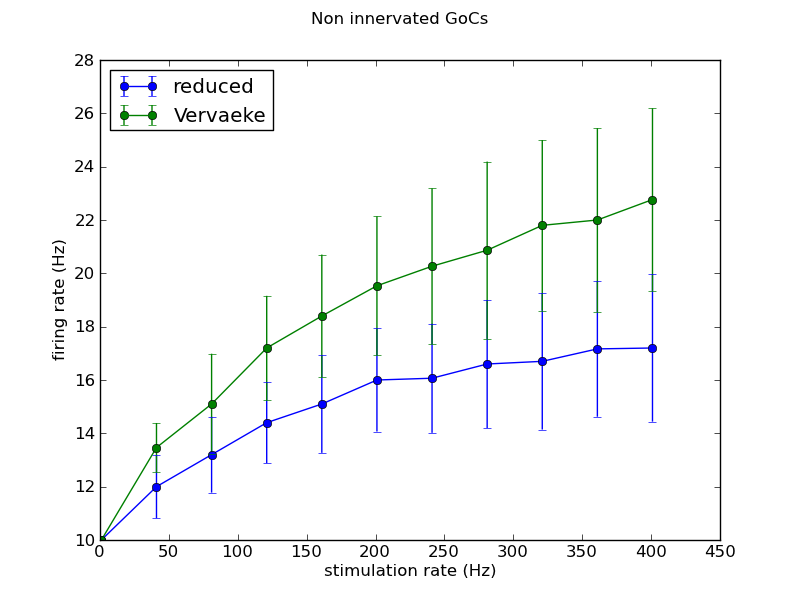 Non innervated GoCs
reduced
Vervaeke
firing rate (Hz)
28
26
24
22
20
18
16
14
12
10
0 50 100 150 200 250 300 350 400 450
stimulation rate (Hz)